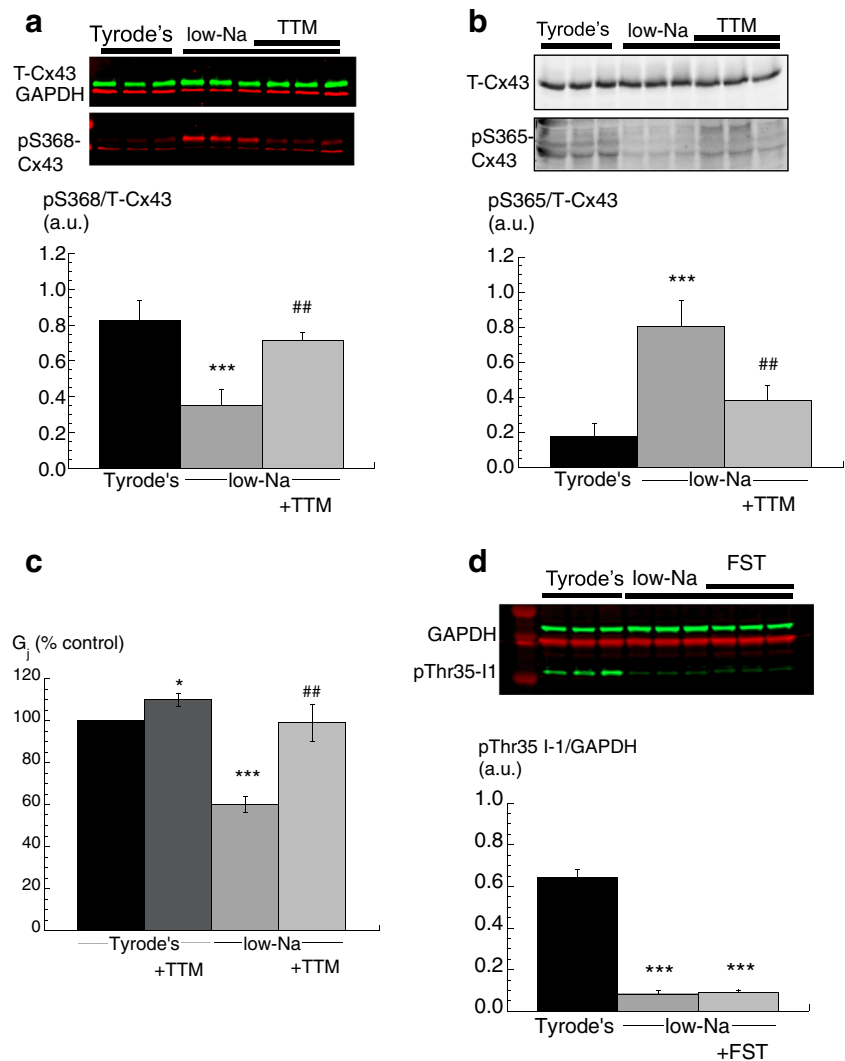 a
Tyrode's low-Na TTM
T-Cx43
GAPDH
pS368-
Cx43
pS368/T-Cx43
(a.u.)
1.2
1.0
0.8
0.6
0.4
0.2
0.0
***
##
Tyrode's low-Na
+TTM
b
Tyrode's low-Na TTM
T-Cx43
pS365-
Cx43
pS365/T-Cx43
(a.u.)
1.2
1.0
0.8
0.6
0.4
0.2
0.0
***
##
Tyrode's low-Na
+TTM
c
Gj (% control)
120
100
80
60
40
20
0
*
***
##
Tyrode's low-Na
+TTM +TTM
d
Tyrode's low-Na FST
GAPDH
pThr35-I1
pThr35 I-1/GAPDH
(a.u.)
1.0
0.8
0.6
0.4
0.2
0.0
***
***
Tyrode's low-Na
+FST